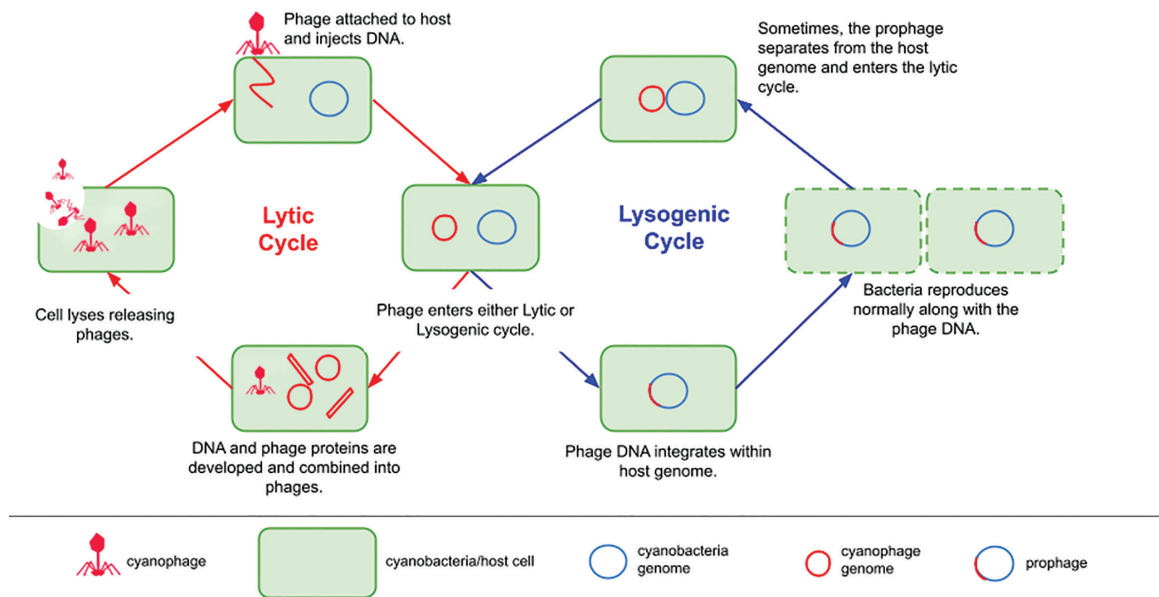 Phage attached to host
and injects DNA.
Sometimes, the prophage
separates from the host
genome and enters the lytic
cycle.
Lytic
Cycle
Lysogenic
Cycle
Cell lyses releasing
phages.
Phage enters either Lytic or
Lysogenic cycle.
Bacteria reproduces
normally along with the
phage DNA.
DNA and phage proteins are
developed and combined into
phages.
Phage DNA integrates within
host genome.
cyanophage
cyanobacteria/host cell
cyanobacteria
genome
cyanophage
genome
prophage